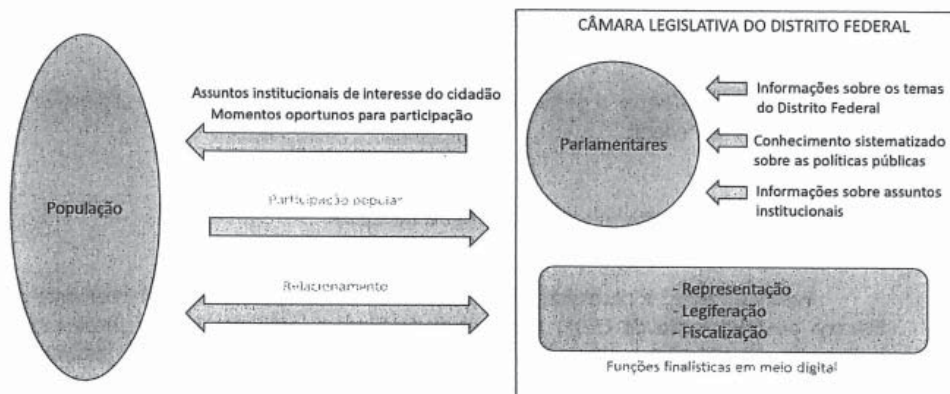 CÂMARA LEGISLATIVA DO DISTRITO FEDERAL
Assuntos institucionais de interesse do cidadão
Momentos oportunos para participação
População
Participação popular
Relacionamento
Parlamentares
Informações sobre os temas
do Distrito Federal
Conhecimento sistematizado
sobre as políticas públicas
Informações sobre assuntos
institucionais
- Representação
- Legiferação
- Fiscalização
Funções finalísticas em meio digital